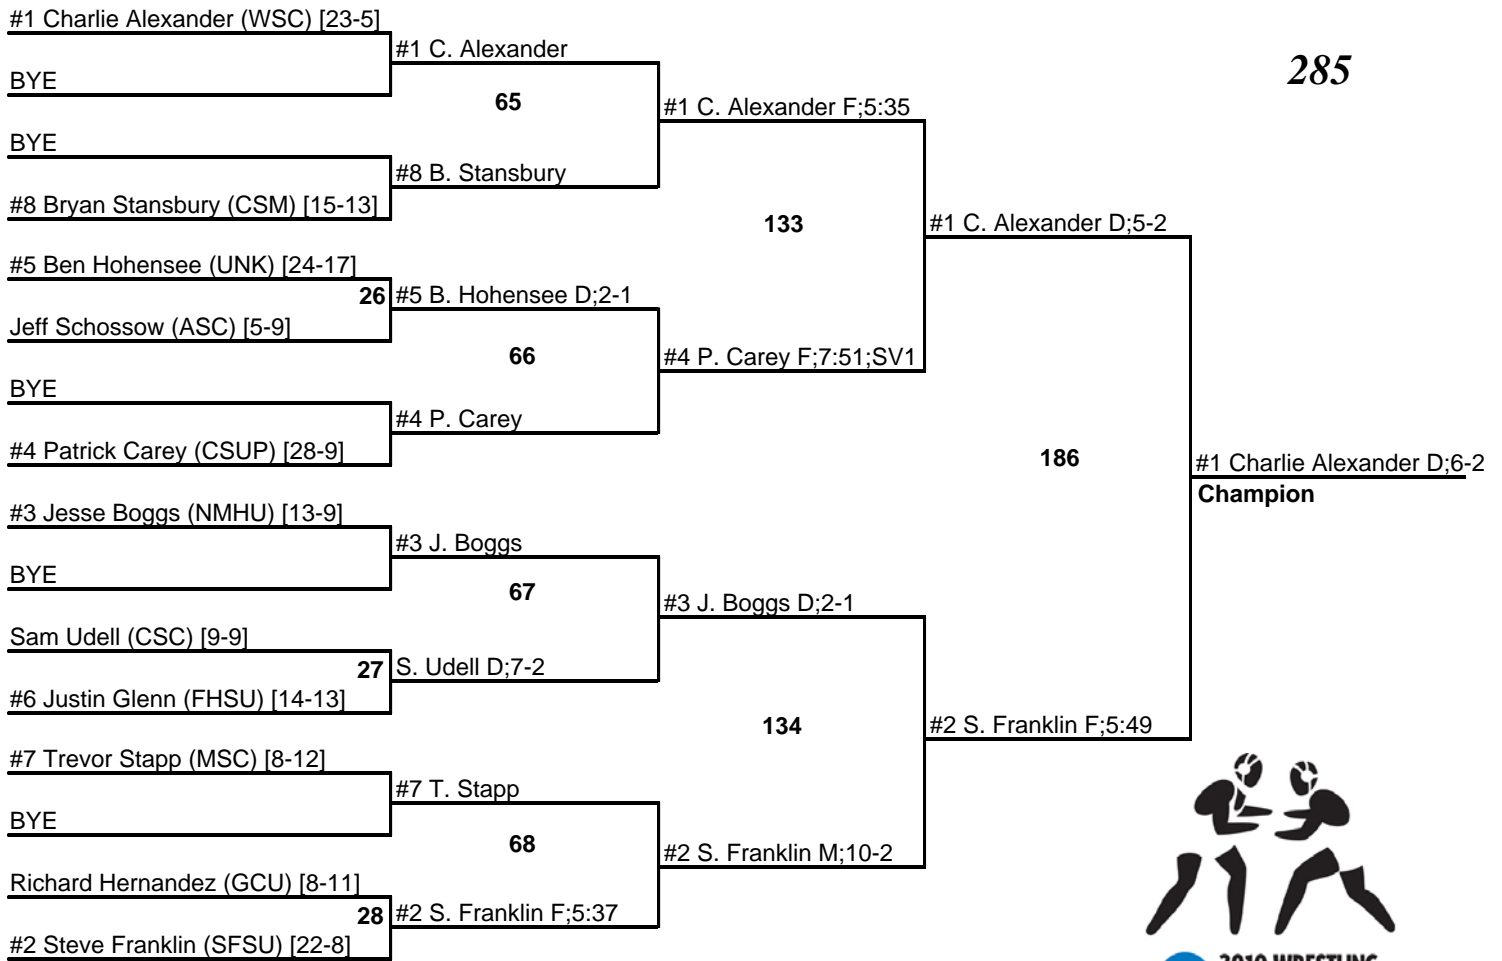 #1 Charlie Alexander (WSC) [23-5]
BYE
BYE
#8 Bryan Stansbury (CSM) [15-13]
#5 Ben Hohensee (UNK) [24-17]
26
Jeff Schossow (ASC) [5-9]
BYE
#4 Patrick Carey (CSUP) [28-9]
#3 Jesse Boggs (NMHU) [13-9]
BYE
Sam Udell (CSC) [9-9]
27
#6 Justin Glenn (FHSU) [14-13]
#7 Trevor Stapp (MSC) [8-12]
BYE
Richard Hernandez (GCU) [8-11]
28
#2 Steve Franklin (SFSU) [22-8]
#1 C. Alexander
65
#8 B. Stansbury
#5 B. Hohensee D;2-1
66
#4 P. Carey
#3 J. Boggs
67
S. Udell D;7-2
#7 T. Stapp
68
#2 S. Franklin F;5:37
#1 C. Alexander F;5:35
133
#4 P. Carey F;7:51;SV1
#3 J. Boggs D;2-1
134
#2 S. Franklin M;10-2
#1 C. Alexander D;5-2
186
#2 S. Franklin F;5:49
285
#1 Charlie Alexander D;6-2
Champion
2010 WRESTLING